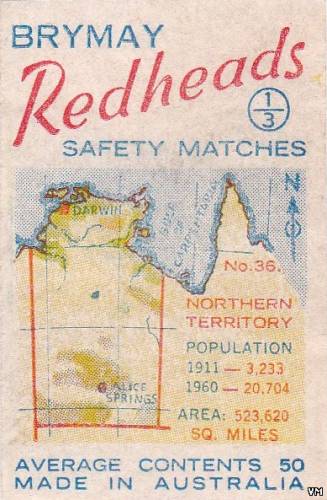 BRYMAY
Redheads
1/3
SAFETY MATCHES
N
DARWIN
GULF OF CARPENTARIA
No. 36.
NORTHERN
TERRITORY
POPULATION
1911 — 3,233
1960 — 20,704
ALICE
SPRINGS
AREA: 523,620
SQ. MILES
AVERAGE CONTENTS 50
MADE IN AUSTRALIA
VM